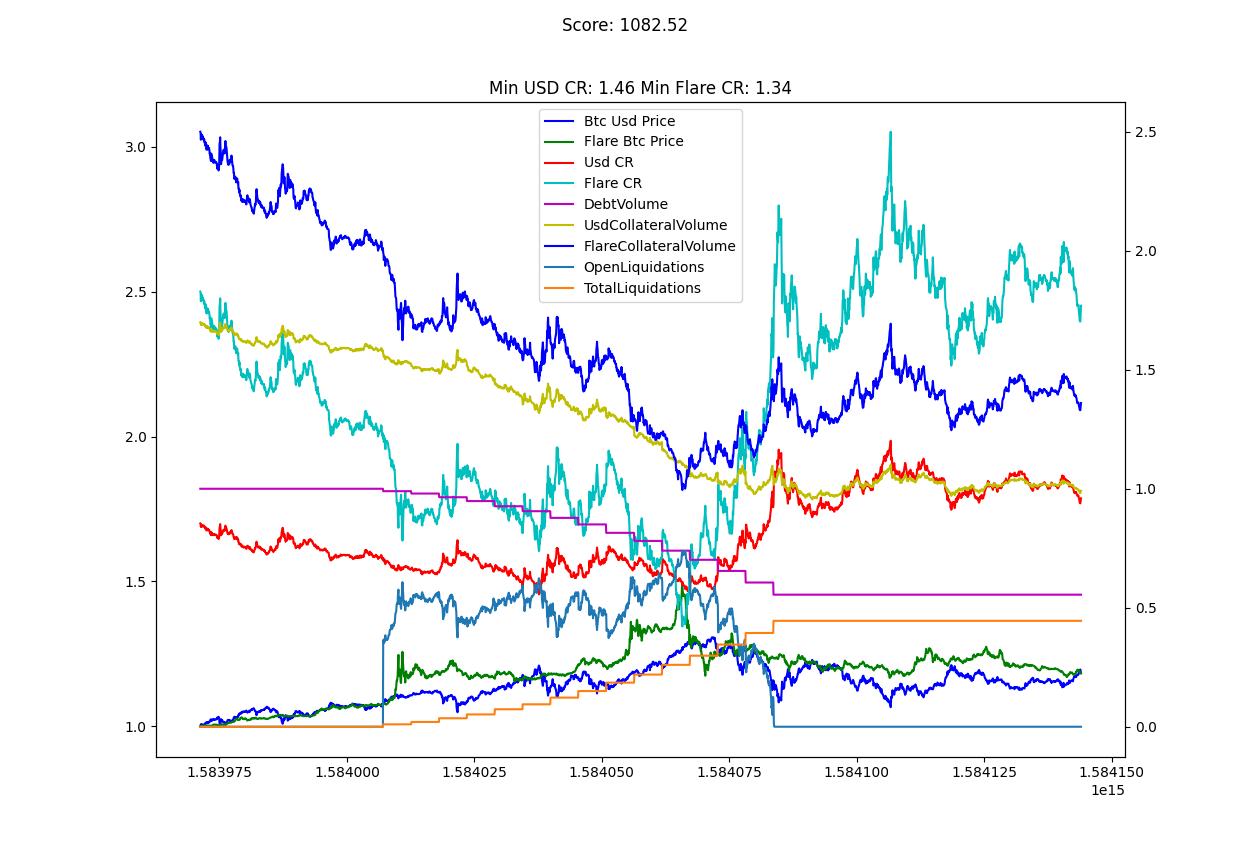 Score: 1082.52
Min USD CR: 1.46 Min Flare CR: 1.34
Btc Usd Price
Flare Btc Price
Usd CR
Flare CR
DebtVolume
UsdCollateralVolume
FlareCollateralVolume
OpenLiquidations
TotalLiquidations
3.0
2.5
2.0
1.5
1.0
2.5
2.0
1.5
1.0
0.5
0.0
1.583975
1.584000
1.584025
1.584050
1.584075
1.584100
1.584125
1.584150
1e15